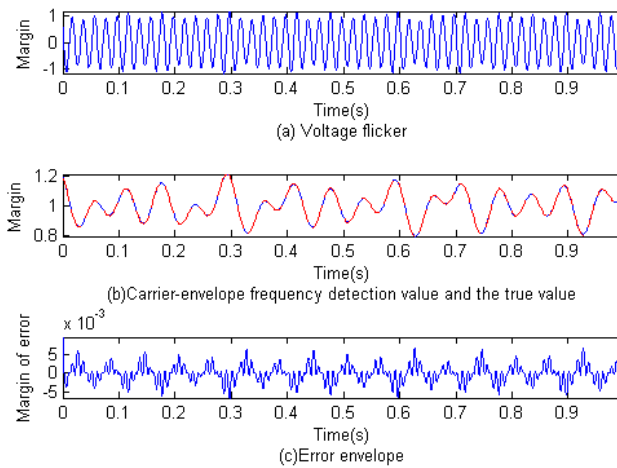 1
0
-1
Margin
0 0.1 0.2 0.3 0.4 0.5 0.6 0.7 0.8 0.9
Time(s)
(a) Voltage flicker
1.2
1
0.8
Margin
0 0.1 0.2 0.3 0.4 0.5 0.6 0.7 0.8 0.9
Time(s)
(b)Carrier-envelope frequency detection value and the true value
x 10-3
5
0
-5
Margin of error
0 0.1 0.2 0.3 0.4 0.5 0.6 0.7 0.8 0.9
Time(s)
(c)Error envelope